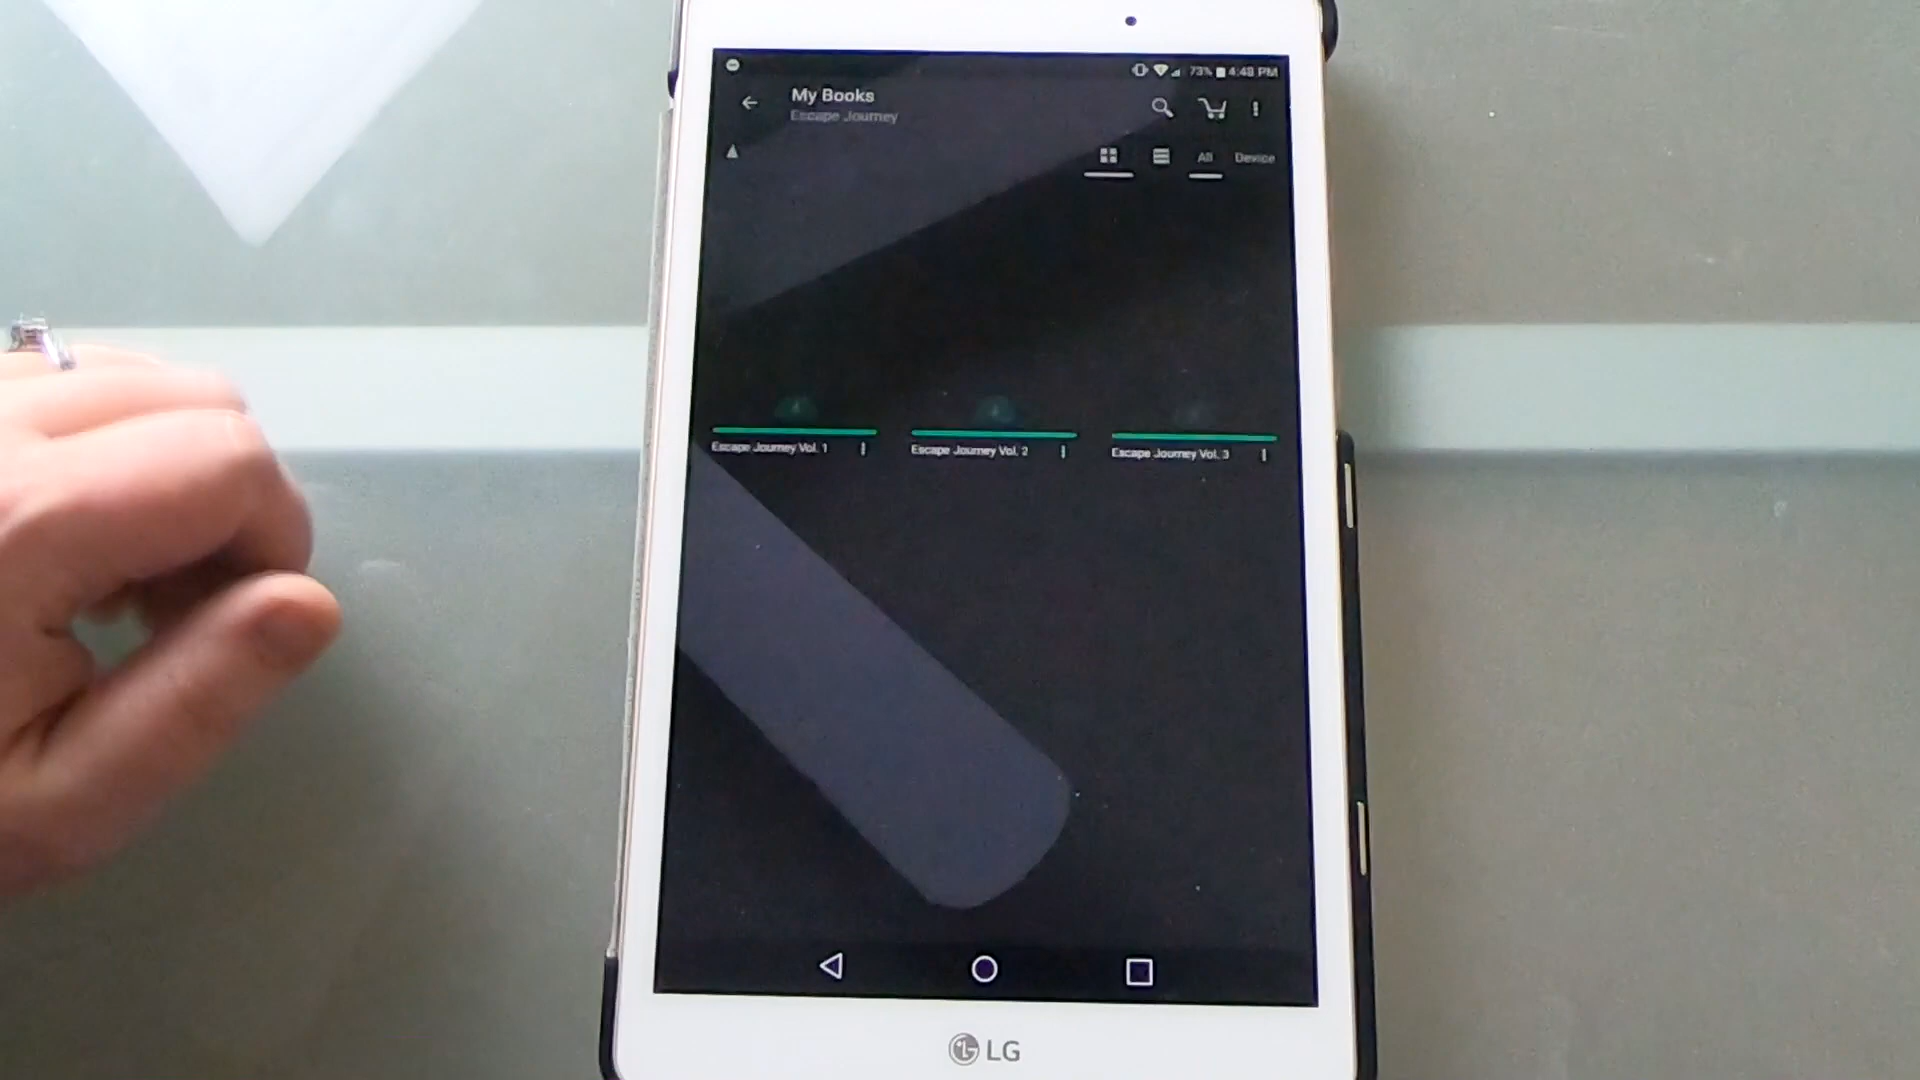 73% 4:48 PM
My Books
Escape Journey
All Device
Escape Journey Vol. 1
Escape Journey Vol. 2
Escape Journey Vol. 3
LG